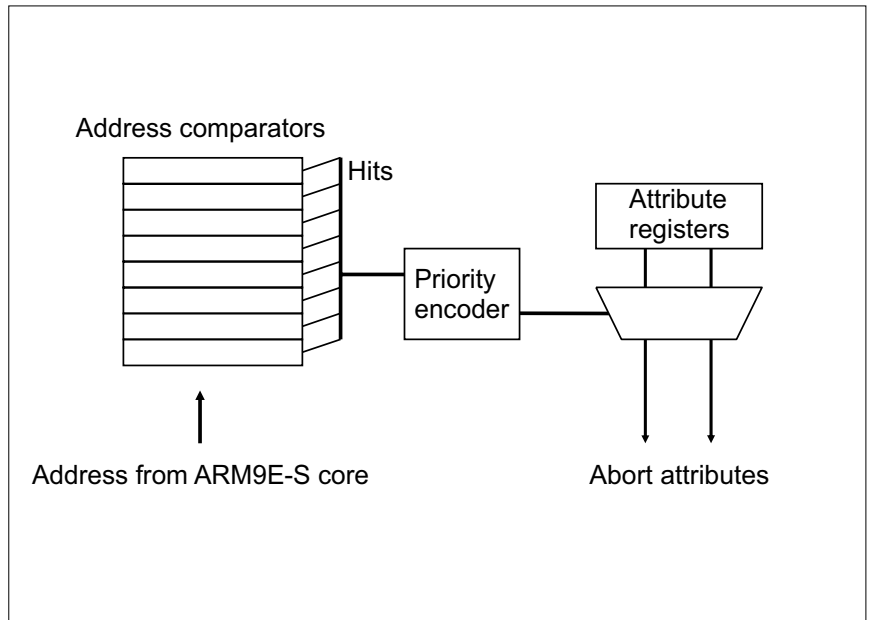 Address comparators
Hits
Attribute
registers
Priority
encoder
Address from ARM9E-S core
Abort attributes